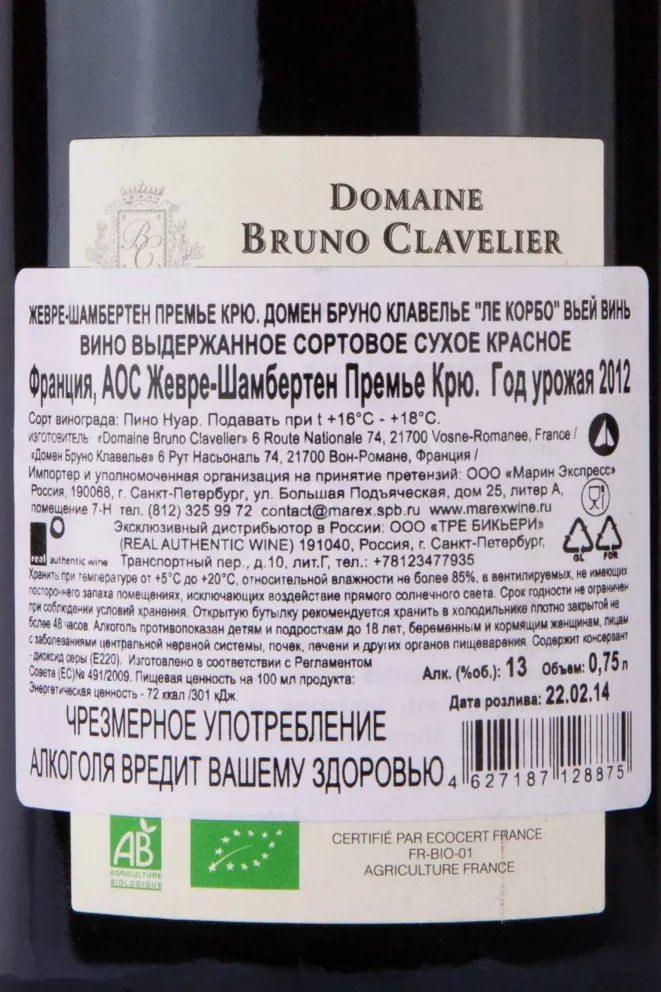 DOMAINE
BRUNO CLAVELIER
ЖЕВРЕ-ШАМБЕРТЕН ПРЕМЬЕ КРЮ. ДОМЕН БРУНО КЛАВЕЛЬЕ "ЛЕ КОРБО" ВЬЕЙ ВИНЬ
ВИНО ВЫДЕРЖАННОЕ СОРТОВОЕ СУХОЕ КРАСНОЕ
Франция, АОС Жевре-Шамбертен Премье Крю. Год урожая 2012
Сорт винограда: Пино Нуар. Подавать при t +16°C - +18°C.
изготовитель: «Domaine Bruno Clavelier» 6 Route Nationale 74, 21700 Vosne-Romanee, France /
«Домен Бруно Клавелье» 6 Рут Насьональ 74, 21700 Вон-Романе, Франция /
Импортер и уполномоченная организация на принятие претензий: ООО «Марин Экспресс»
Россия, 190068, г. Санкт-Петербург, ул. Большая Подъяческая, дом 25, литер А,
помещение 7-Н тел. (812) 325 99 72 contact@marex.spb.ru www.marexwine.ru
Эксклюзивный дистрибьютор в России: ООО «ТРЕ БИКЬЕРИ»
(REAL AUTHENTIC WINE) 191040, Россия, г. Санкт-Петербург,
real authentic wine Транспортный пер., д.10, лит.Г, тел.: +78123477935
GL FOR
Хранить при температуре от +5°C до +20°C, относительной влажности не более 85%, в вентилируемых, не имеющих
постороннего запаха помещениях, исключающих воздействие прямого солнечного света. Срок годности не ограничен
при соблюдении условий хранения. Открытую бутылку рекомендуется хранить в холодильнике плотно закрытой не
более 48 часов. Алкоголь противопоказан детям и подросткам до 18 лет, беременным и кормящим женщинам, лицам
с заболеваниями центральной нервной системы, почек, печени и других органов пищеварения. Содержит консервант
- диоксид серы (E220). Изготовлено в соответствии с Регламентом
Совета (ЕС)№ 491/2009. Пищевая ценность на 100 мл продукта:
Энергетическая ценность - 72 ккал /301 кДж.
Алк. (%об.): 13 Объем: 0,75л
Дата розлива: 22.02.14
ЧРЕЗМЕРНОЕ УПОТРЕБЛЕНИЕ
АЛКОГОЛЯ ВРЕДИТ ВАШЕМУ ЗДОРОВЬЮ
4 627187 128875
AB
AGRICULTURE
BIOLOGIQUE
CERTIFIÉ PAR ECOCERT FRANCE
FR-BIO-01
AGRICULTURE FRANCE